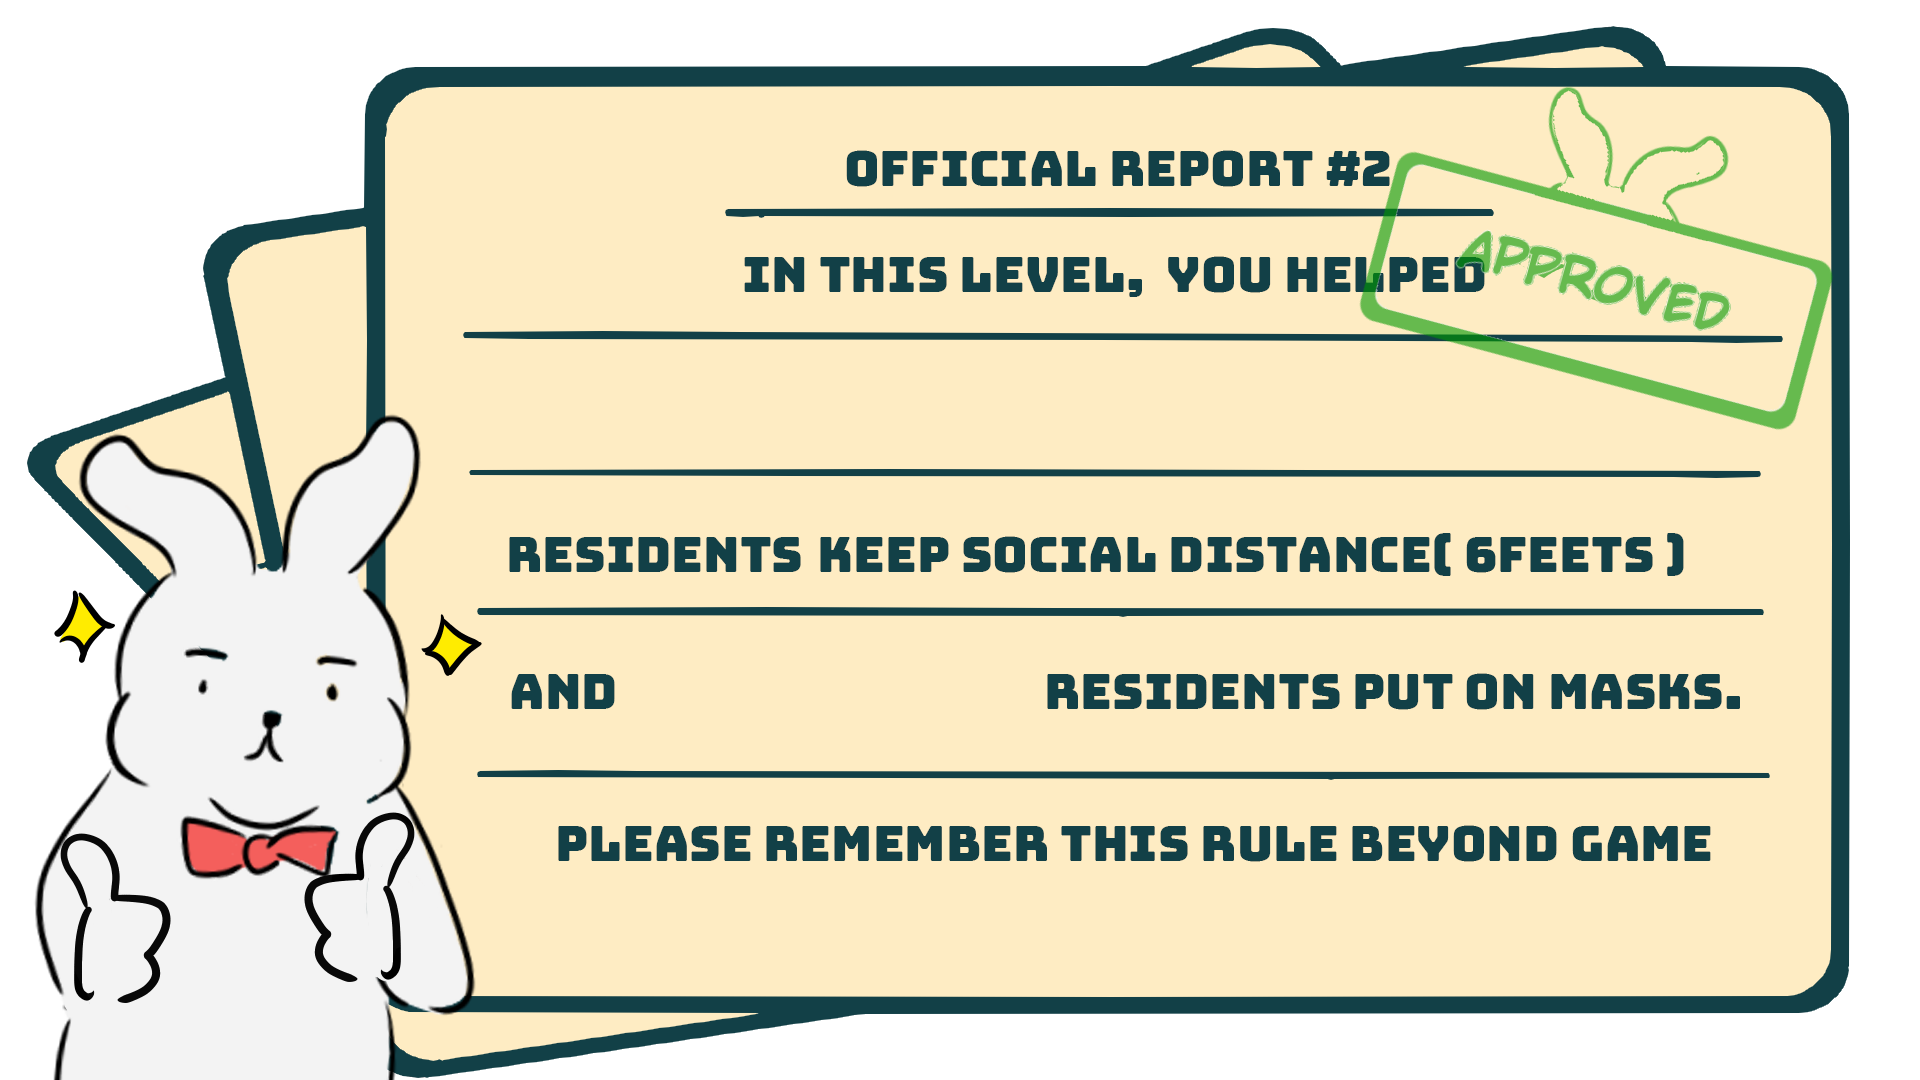 OFFICIAL REPORT #2
IN THIS LEVEL, YOU HELPED
APPROVED
RESIDENTS KEEP SOCIAL DISTANCE( 6FEETS )
AND RESIDENTS PUT ON MASKS.
PLEASE REMEMBER THIS RULE BEYOND GAME